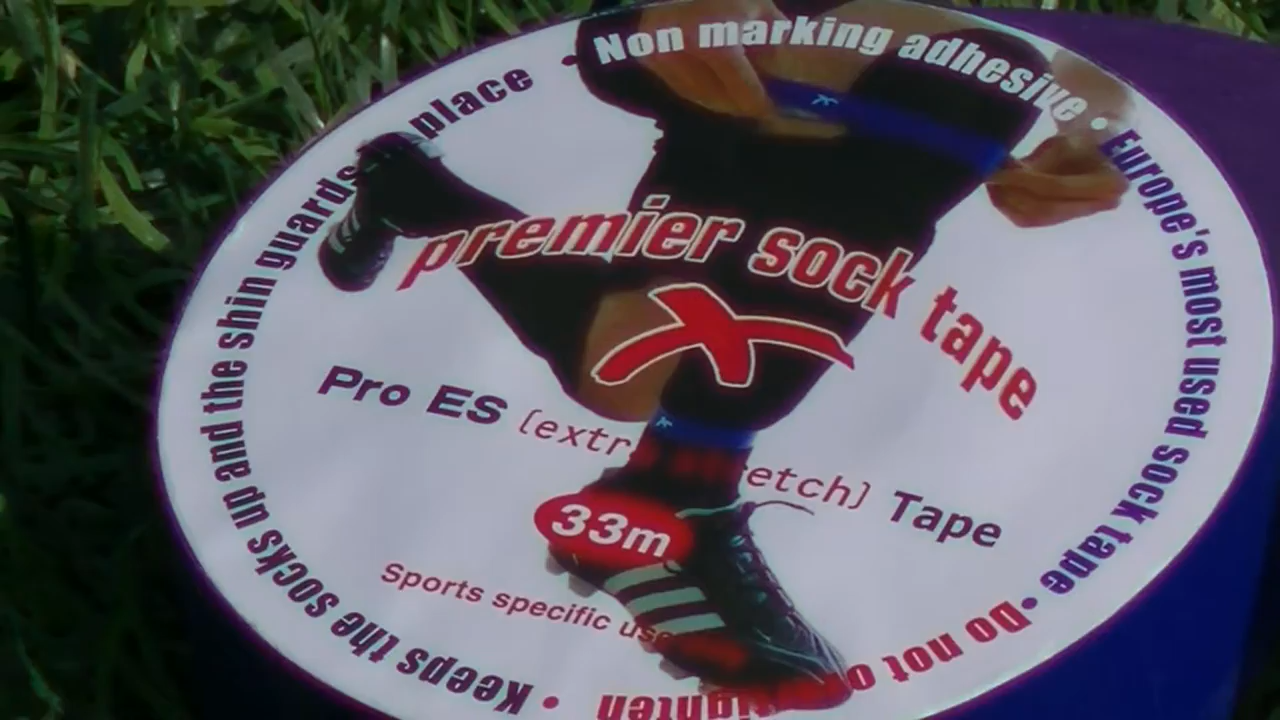 Non marking adhesive •
Europe's most used sock tape •
Do not
Keeps the socks up and the shin guards place •
premier sock tape
Pro ES [extr etch] Tape
33m
Sports specific use